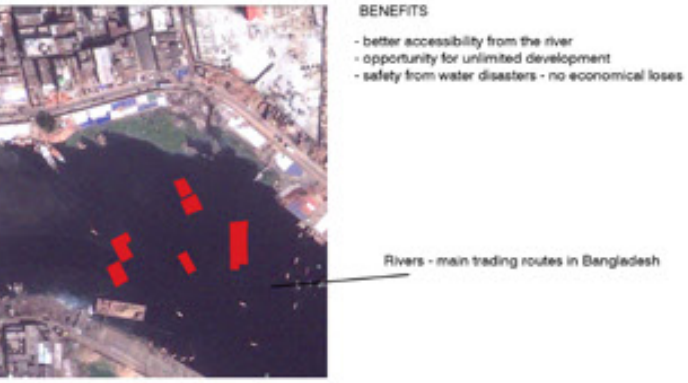 BENEFITS
- better accessibility from the river
- opportunity for unlimited development
- safety from water disasters - no economical loses
Rivers - main trading routes in Bangladesh